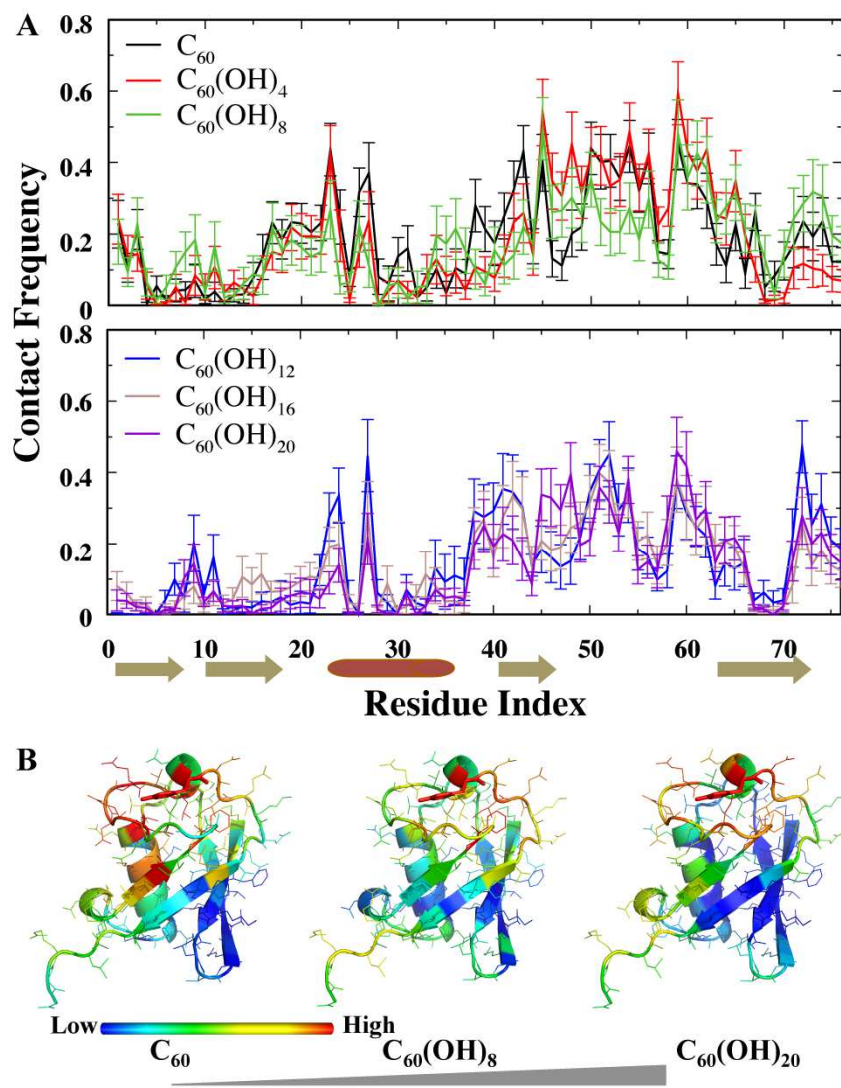 A
Contact Frequency
0.8
0.6
0.4
0.2
0
C60
C60(OH)4
C60(OH)8
0.8
0.6
0.4
0.2
0
C60(OH)12
C60(OH)16
C60(OH)20
0 10 20 30 40 50 60 70
Residue Index
B
Low High
C60 C60(OH)8 C60(OH)20